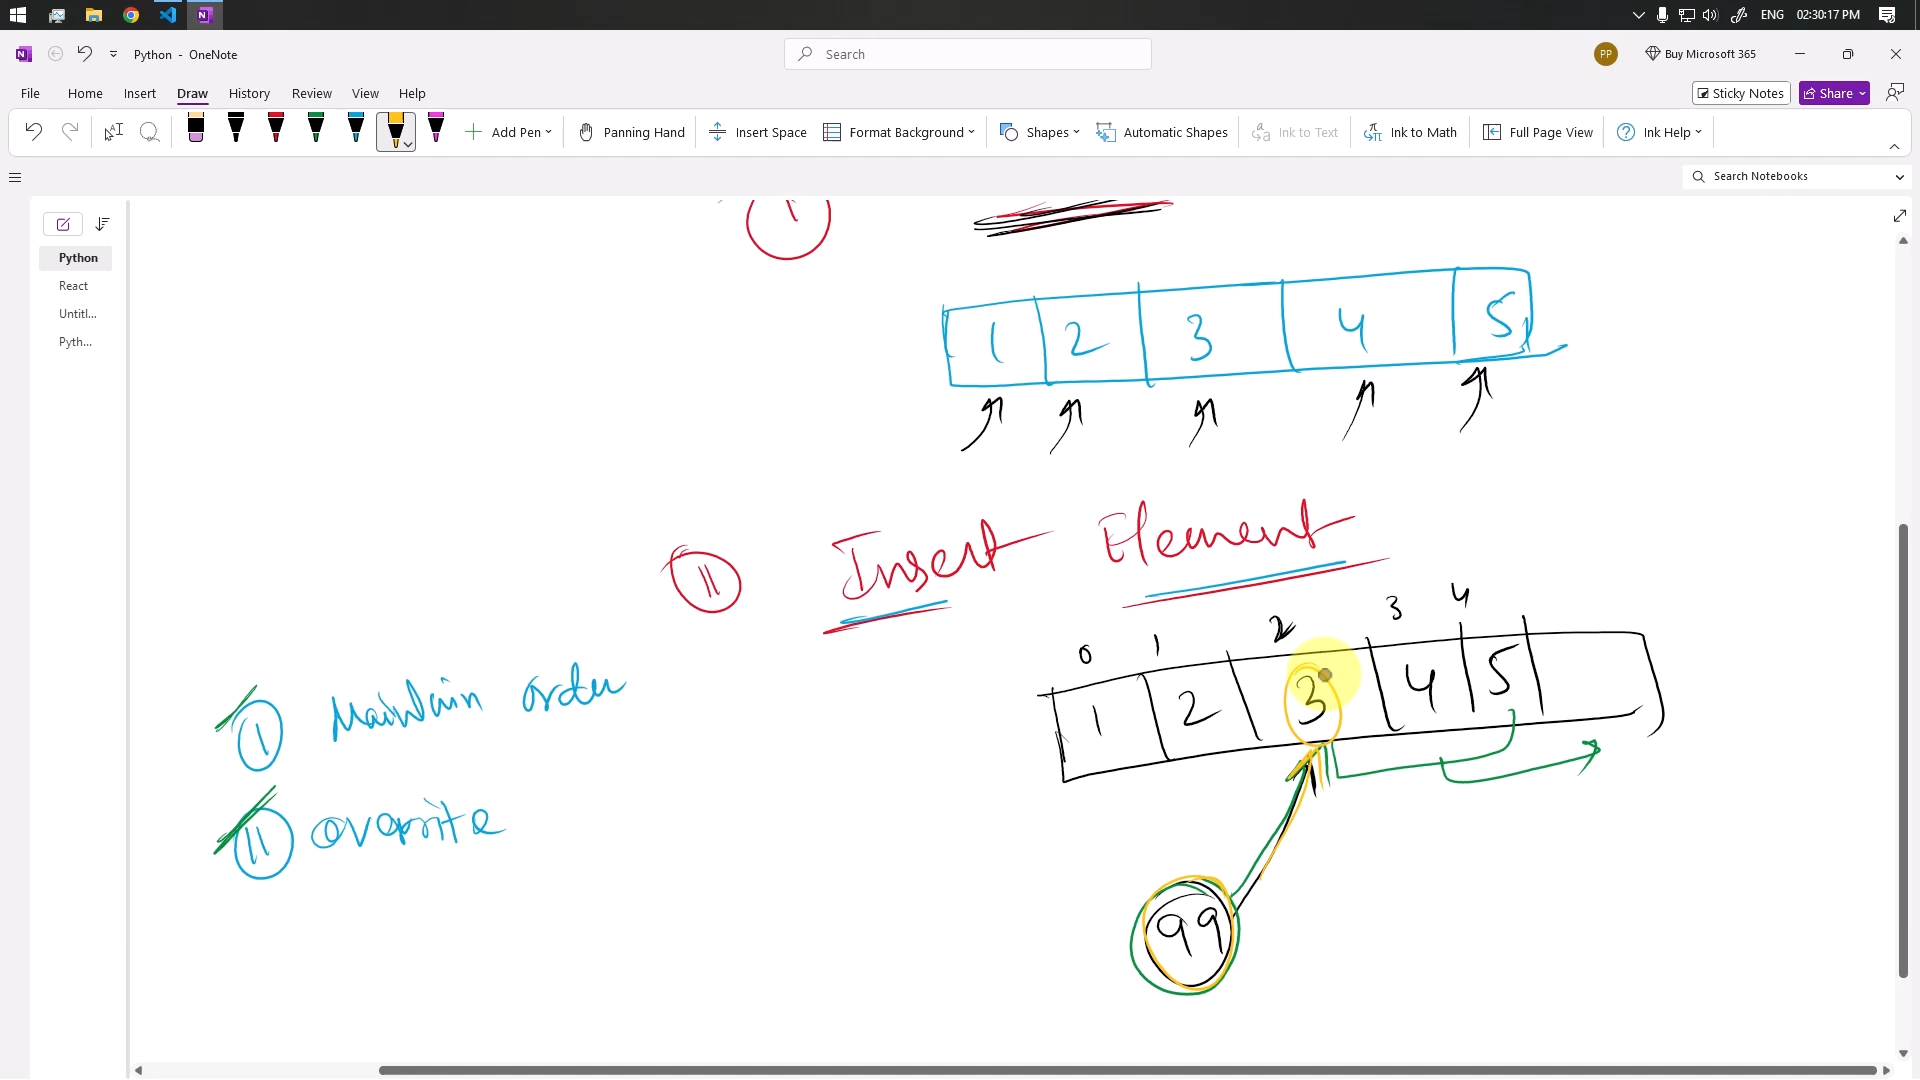 ENG 02:30:17 PM
Python - OneNote
Search
PP
Buy Microsoft 365
File Home Insert Draw History Review View Help
Sticky Notes
Share
Add Pen
Panning Hand
Insert Space
Format Background
Shapes
Automatic Shapes
Ink to Text
Ink to Math
Full Page View
Ink Help
Search Notebooks
Python
React
Untitl...
Pyth...
I
1 2 3 4 5
II Insert Element
0 1 2 3 4
1 2 3 4 5
I Maintain order
II overrite
99